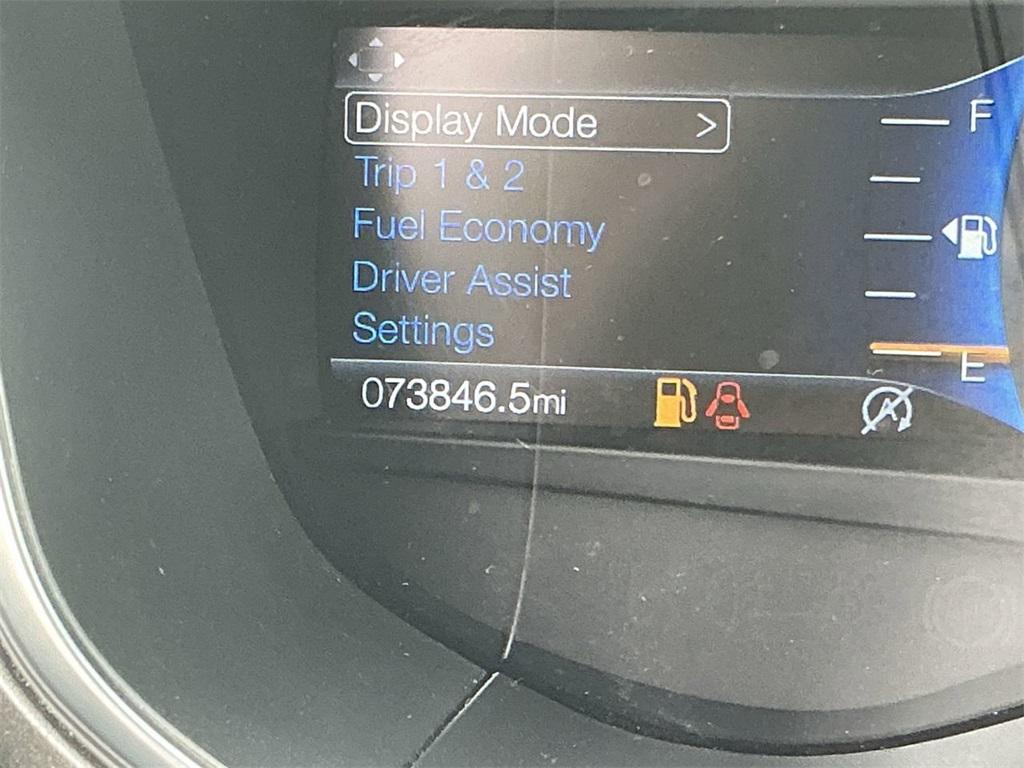 Display Mode >
F
Trip 1 & 2
Fuel Economy
Driver Assist
Settings
E
073846.5mi
A